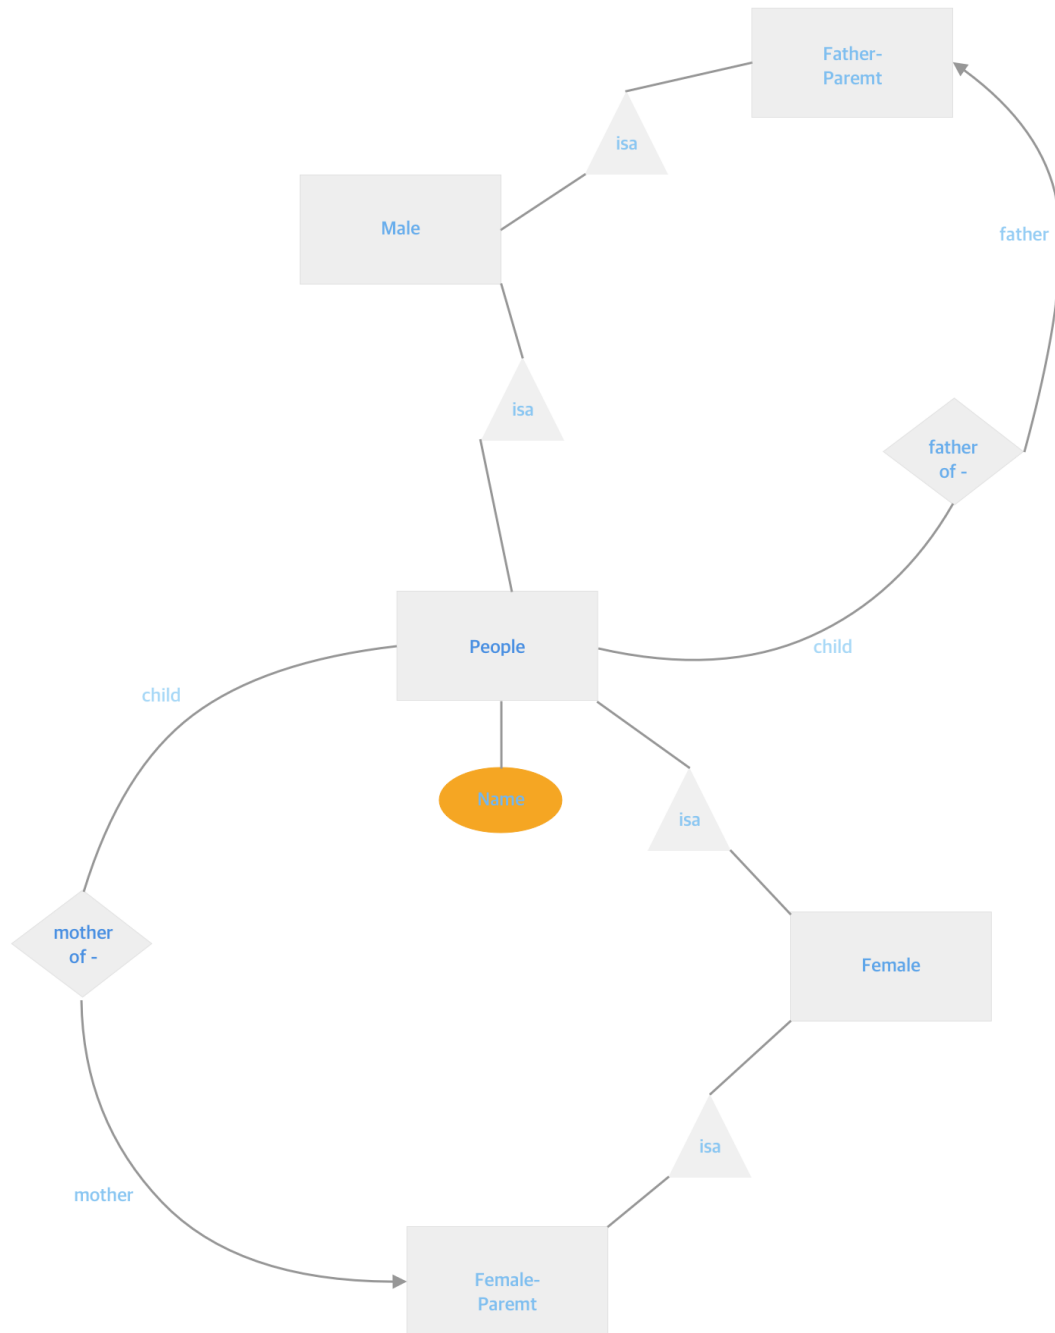 Father-
Paremt
isa
Male
father
isa
father
of -
People
child
child
Name
isa
mother
of -
Female
isa
mother
Female-
Paremt